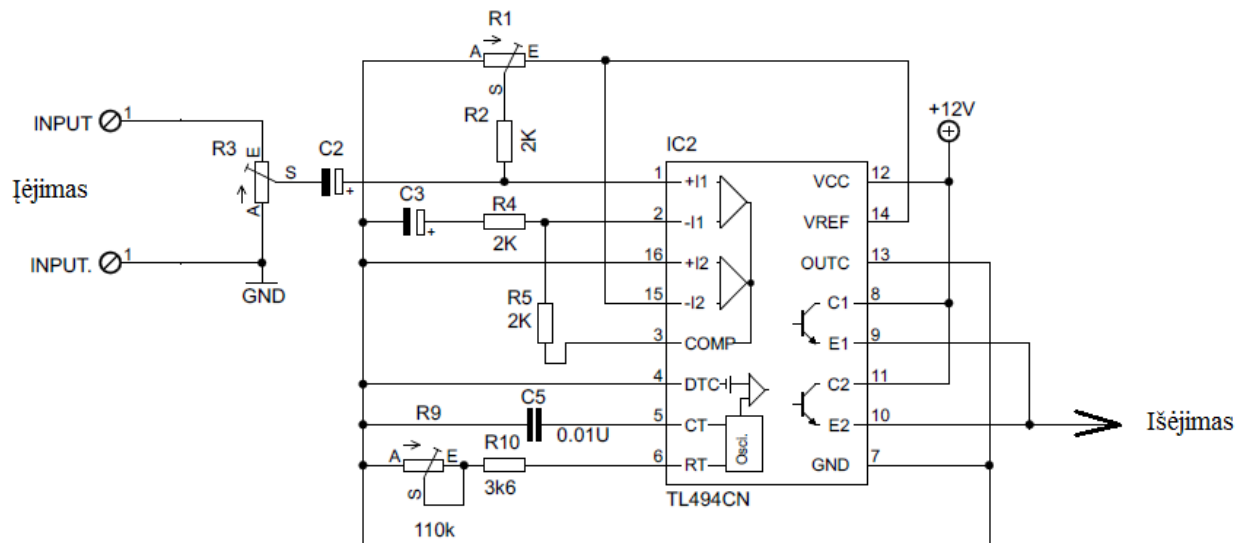 R1
A
E
S
+12V
INPUT
1
R2
2K
IC2
R3
E
S
C2
+
1
+I1
VCC
12
Įėjimas
A
C3
+
R4
2K
2
-I1
VREF
14
INPUT.
1
16
+I2
OUTC
13
GND
R5
2K
15
-I2
C1
8
3
COMP
E1
9
4
DTC
C2
11
R9
C5
0.01U
5
CT
E2
10
Išėjimas
A
E
S
R10
3k6
6
RT
Osci.
GND
7
110k
TL494CN